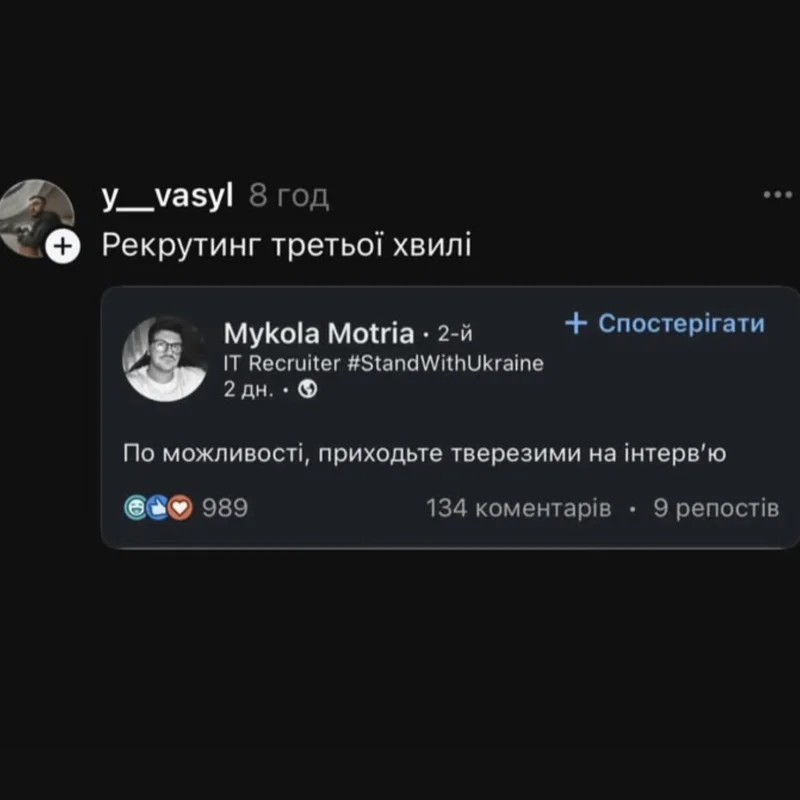 y__vasyl 8 год
Рекрутинг третьої хвилі
Mykola Motria · 2-й
+ Спостерігати
IT Recruiter #StandWithUkraine
2 дн. ·
По можливості, приходьте тверезими на інтерв’ю
989
134 коментарів · 9 репостів